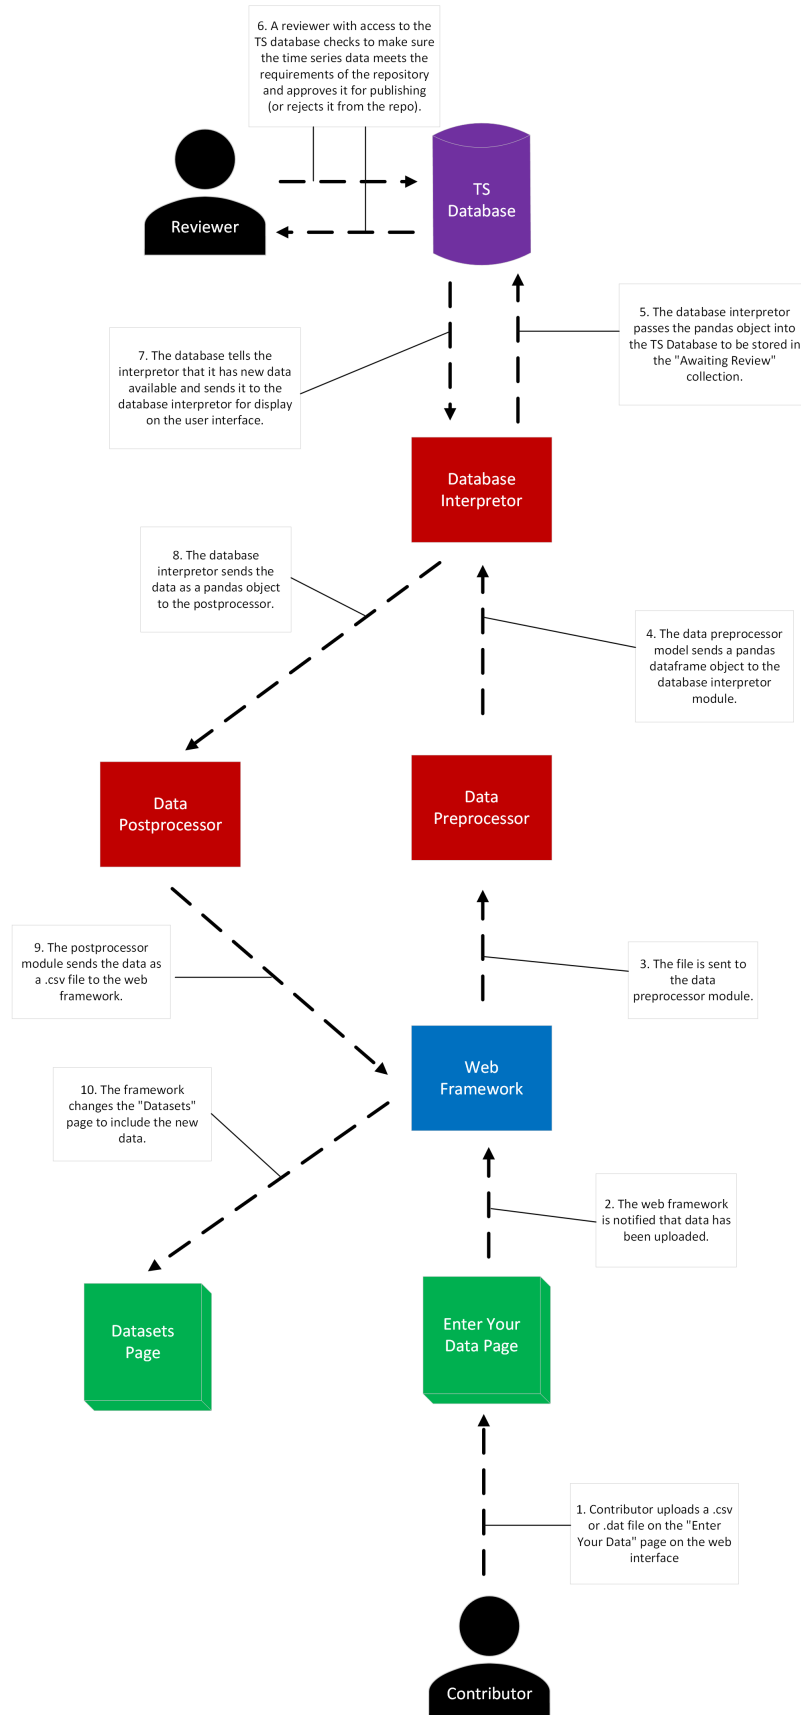 6. A reviewer with access to the
TS database checks to make sure
the time series data meets the
requirements of the repository
and approves it for publishing
(or rejects it from the repo).
TS
Database
Reviewer
5. The database interpretor
passes the pandas object into
the TS Database to be stored in
the "Awaiting Review"
collection.
7. The database tells the
interpretor that it has new data
available and sends it to the
database interpretor for display
on the user interface.
Database
Interpretor
8. The database
interpretor sends the
data as a pandas object
to the postprocessor.
4. The data preprocessor
model sends a pandas
dataframe object to the
database interpretor
module.
Data
Postprocessor
Data
Preprocessor
9. The postprocessor
module sends the data as
a .csv file to the web
framework.
3. The file is sent to
the data
preprocessor module.
Web
Framework
10. The framework
changes the "Datasets"
page to include the new
data.
2. The web framework
is notified that data has
been uploaded.
Datasets
Page
Enter Your
Data Page
1. Contributor uploads a .csv
or .dat file on the "Enter
Your Data" page on the web
interface
Contributor